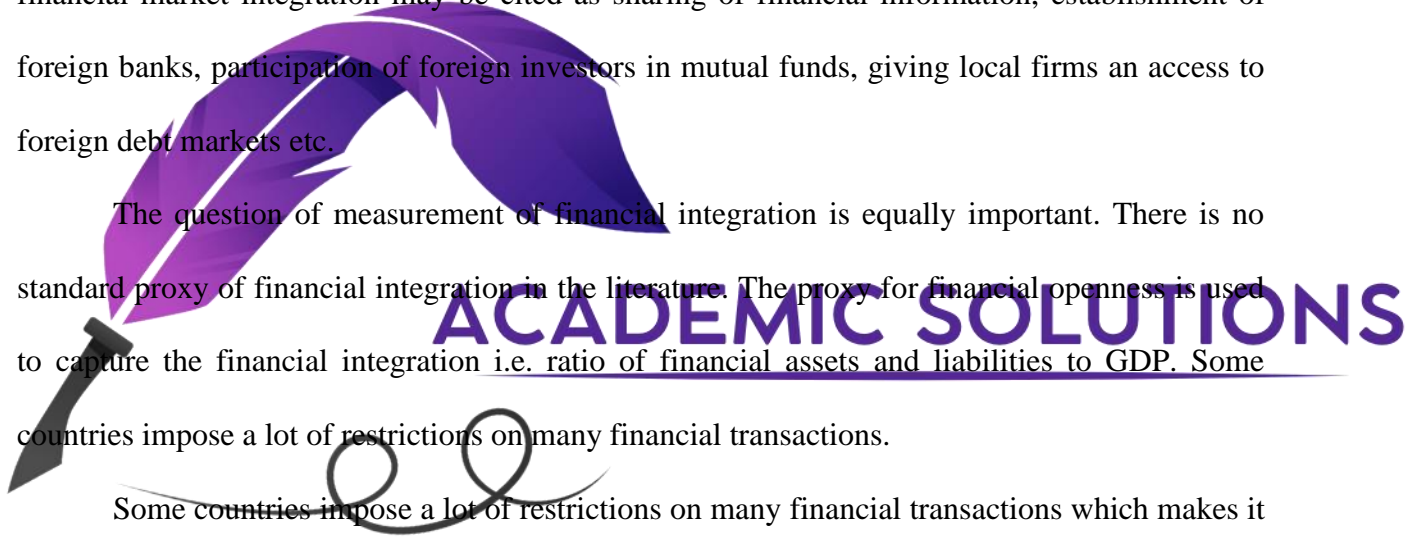 financial market integration may be cited as sharing of financial information, establishment of
foreign banks, participation of foreign investors in mutual funds, giving local firms an access to
foreign debt markets etc.
The question of measurement of financial integration is equally important. There is no
standard proxy of financial integration in the literature. The proxy for financial openness is used
ACADEMIC SOLUTIONS
to capture the financial integration i.e. ratio of financial assets and liabilities to GDP. Some
countries impose a lot of restrictions on many financial transactions.
Some countries impose a lot of restrictions on many financial transactions which makes it